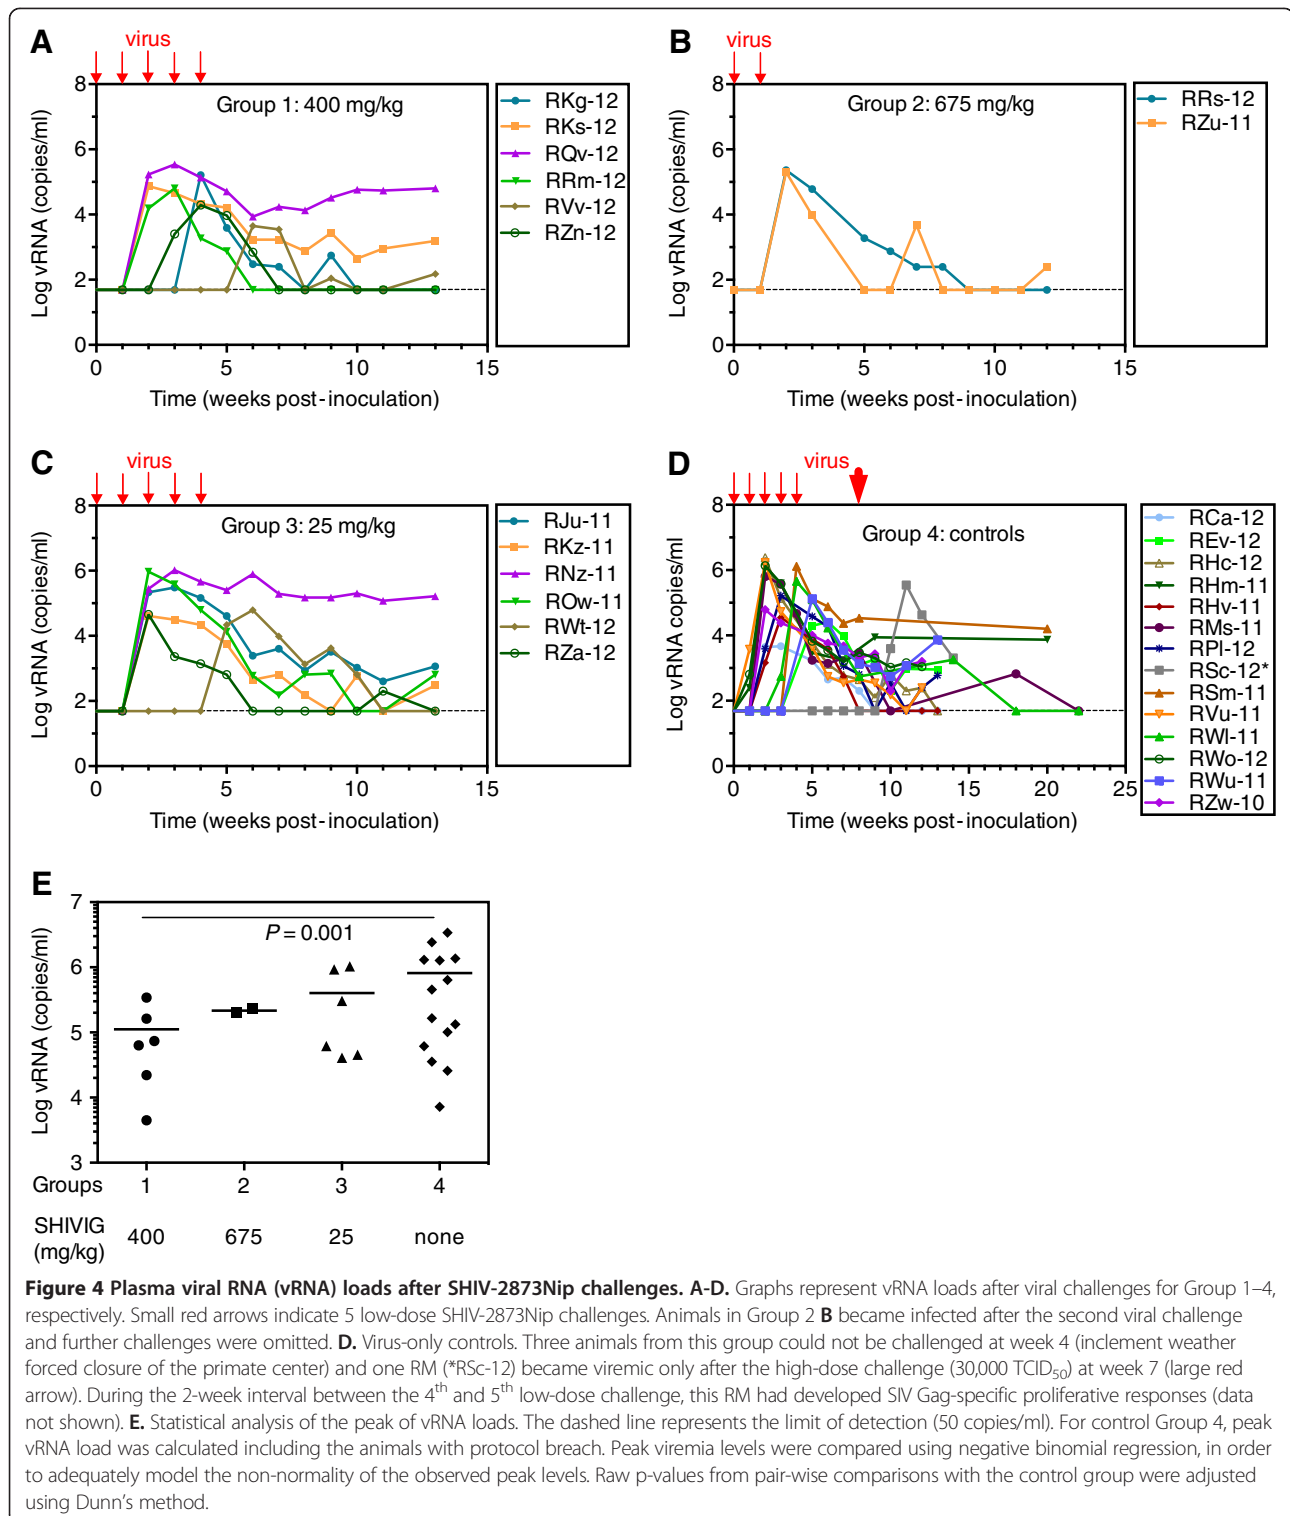 A
virus
Group 1: 400 mg/kg
Log vRNA (copies/ml)
8
6
4
2
0
0 5 10 15
Time (weeks post-inoculation)
RKg-12
RKs-12
RQv-12
RRm-12
RVv-12
RZn-12
B
virus
Group 2: 675 mg/kg
Log vRNA (copies/ml)
8
6
4
2
0
0 5 10 15
Time (weeks post-inoculation)
RRs-12
RZu-11
C
virus
Group 3: 25 mg/kg
Log vRNA (copies/ml)
8
6
4
2
0
0 5 10 15
Time (weeks post-inoculation)
RJu-11
RKz-11
RNz-11
ROw-11
RWt-12
RZa-12
D
virus
Group 4: controls
Log vRNA copies/ml
8
6
4
2
0
0 5 10 15 20 25
Time (weeks post-inoculation)
RCa-12
REv-12
RHc-12
RHm-11
RHv-11
RMs-11
RPl-12
RSc-12*
RSm-11
RVu-11
RWl-11
RWo-12
RWu-11
RZw-10
E
P = 0.001
Log vRNA (copies/ml)
7
6
5
4
3
Groups 1 2 3 4
SHIVIG (mg/kg) 400 675 25 none
Figure 4 Plasma viral RNA (vRNA) loads after SHIV-2873Nip challenges. A-D. Graphs represent vRNA loads after viral challenges for Group 1–4,
respectively. Small red arrows indicate 5 low-dose SHIV-2873Nip challenges. Animals in Group 2 B became infected after the second viral challenge
and further challenges were omitted. D. Virus-only controls. Three animals from this group could not be challenged at week 4 (inclement weather
forced closure of the primate center) and one RM (*RSc-12) became viremic only after the high-dose challenge (30,000 TCID50) at week 7 (large red
arrow). During the 2-week interval between the 4th and 5th low-dose challenge, this RM had developed SIV Gag-specific proliferative responses (data
not shown). E. Statistical analysis of the peak of vRNA loads. The dashed line represents the limit of detection (50 copies/ml). For control Group 4, peak
vRNA load was calculated including the animals with protocol breach. Peak viremia levels were compared using negative binomial regression, in order
to adequately model the non-normality of the observed peak levels. Raw p-values from pair-wise comparisons with the control group were adjusted
using Dunn's method.